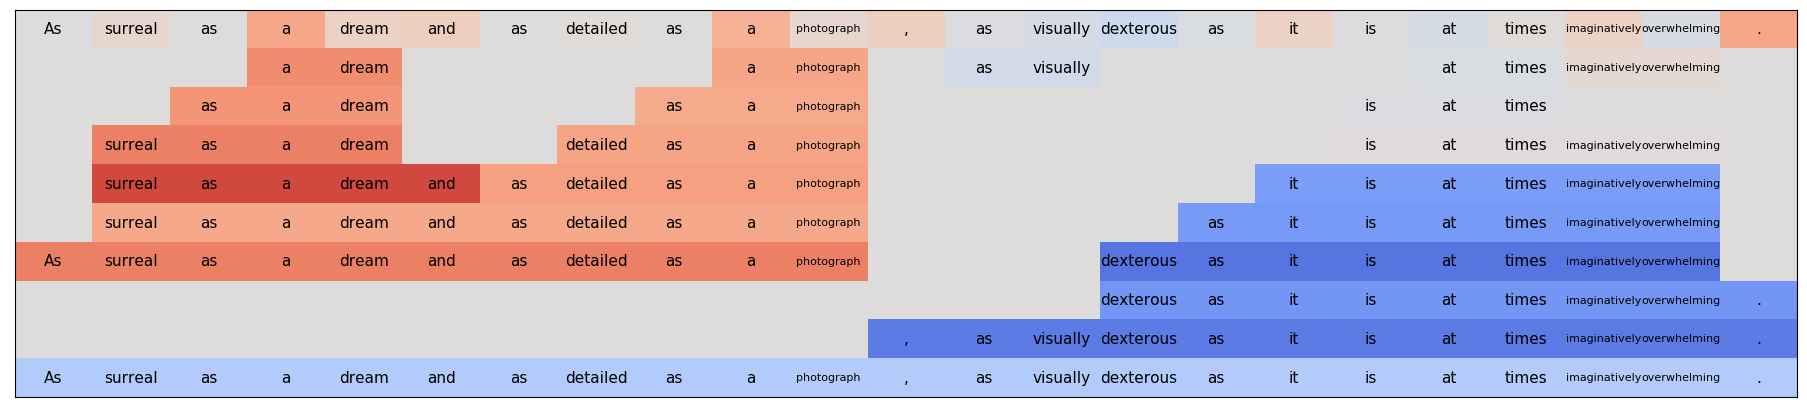 As surreal as a dream and as detailed as a photograph , as visually dexterous as it is at times imaginatively overwhelming .
a dream a photograph as visually at times imaginatively overwhelming
as a dream as a photograph is at times
surreal as a dream detailed as a photograph is at times imaginatively overwhelming
surreal as a dream and as detailed as a photograph it is at times imaginatively overwhelming
surreal as a dream and as detailed as a photograph as it is at times imaginatively overwhelming
As surreal as a dream and as detailed as a photograph dexterous as it is at times imaginatively overwhelming
dexterous as it is at times imaginatively overwhelming .
, as visually dexterous as it is at times imaginatively overwhelming .
As surreal as a dream and as detailed as a photograph , as visually dexterous as it is at times imaginatively overwhelming .